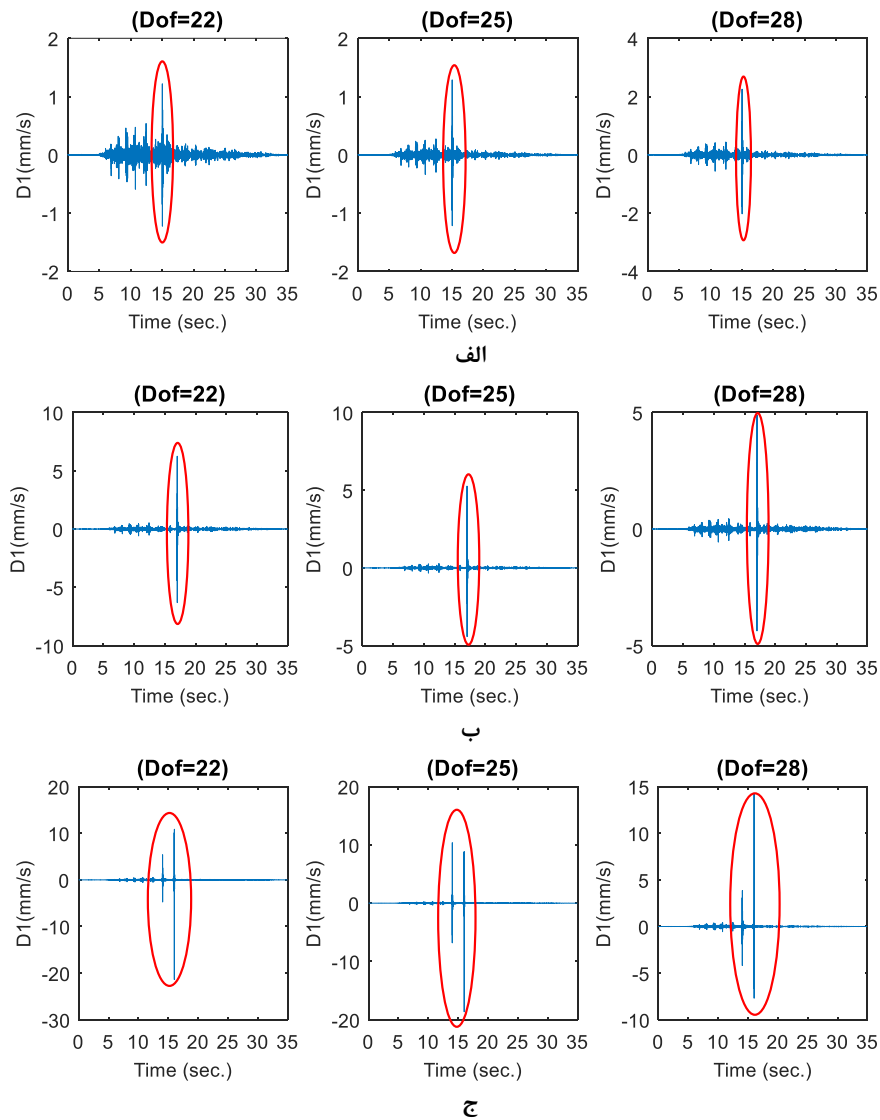 (Dof=22) (Dof=25) (Dof=28)
2 2 4
1 1 2
0 0 0
-1 -1 -2
-2 -2 -4
D1(mm/s) D1(mm/s) D1(mm/s)
0 5 10 15 20 25 30 35 0 5 10 15 20 25 30 35 0 5 10 15 20 25 30 35
Time (sec.) Time (sec.) Time (sec.)
الف
(Dof=22) (Dof=25) (Dof=28)
10 10 5
5 5 0
0 0 -5
-5 -5
-10
D1(mm/s) D1(mm/s) D1(mm/s)
0 5 10 15 20 25 30 35 0 5 10 15 20 25 30 35 0 5 10 15 20 25 30 35
Time (sec.) Time (sec.) Time (sec.)
ب
(Dof=22) (Dof=25) (Dof=28)
20 20 15
10 10 10
0 0 5
-10 -10 0
-20 -20 -5
-30 -10
D1(mm/s) D1(mm/s) D1(mm/s)
0 5 10 15 20 25 30 35 0 5 10 15 20 25 30 35 0 5 10 15 20 25 30 35
Time (sec.) Time (sec.) Time (sec.)
ج